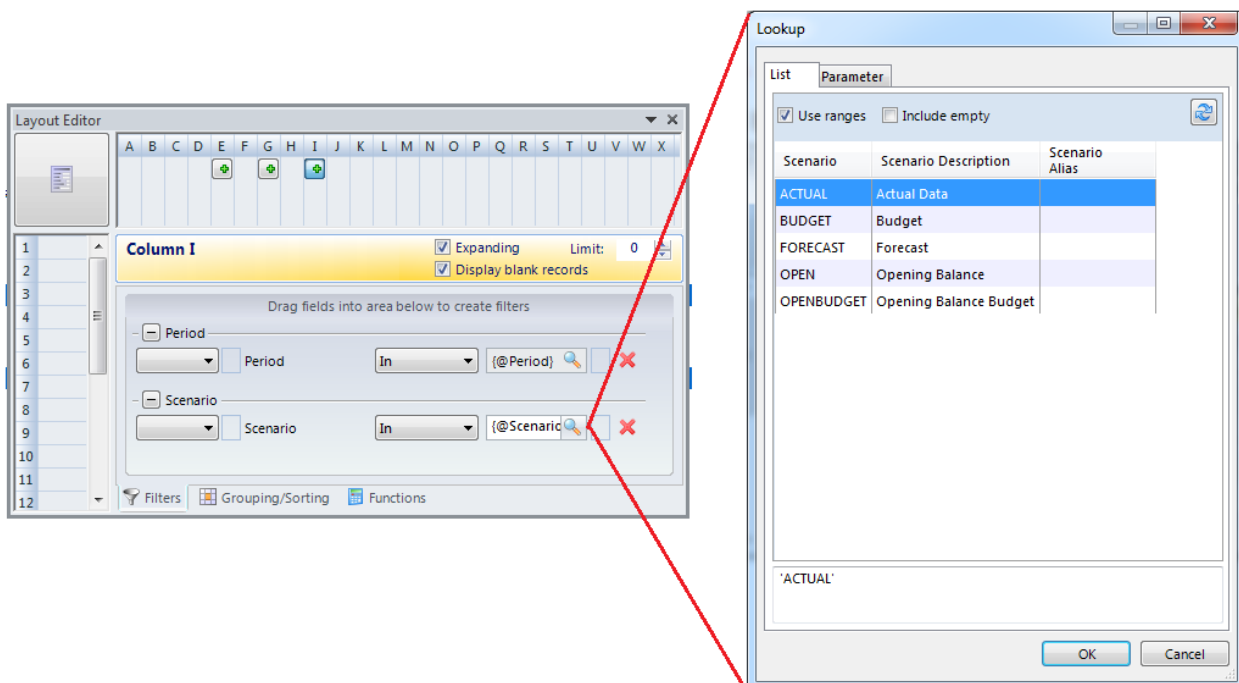 Layout Editor
A B C D E F G H I J K L M N O P Q R S T U V W X
Column I
Expanding
Limit: 0
Display blank records
Drag fields into area below to create filters
Period
Period In {@Period}
Scenario
Scenario In {@Scenario
1
2
3
4
5
6
7
8
9
10
11
12
Filters Grouping/Sorting Functions
Lookup
List Parameter
Use ranges Include empty
Scenario Scenario Description Scenario
Alias
ACTUAL Actual Data
BUDGET Budget
FORECAST Forecast
OPEN Opening Balance
OPENBUDGET Opening Balance Budget
'ACTUAL'
OK Cancel